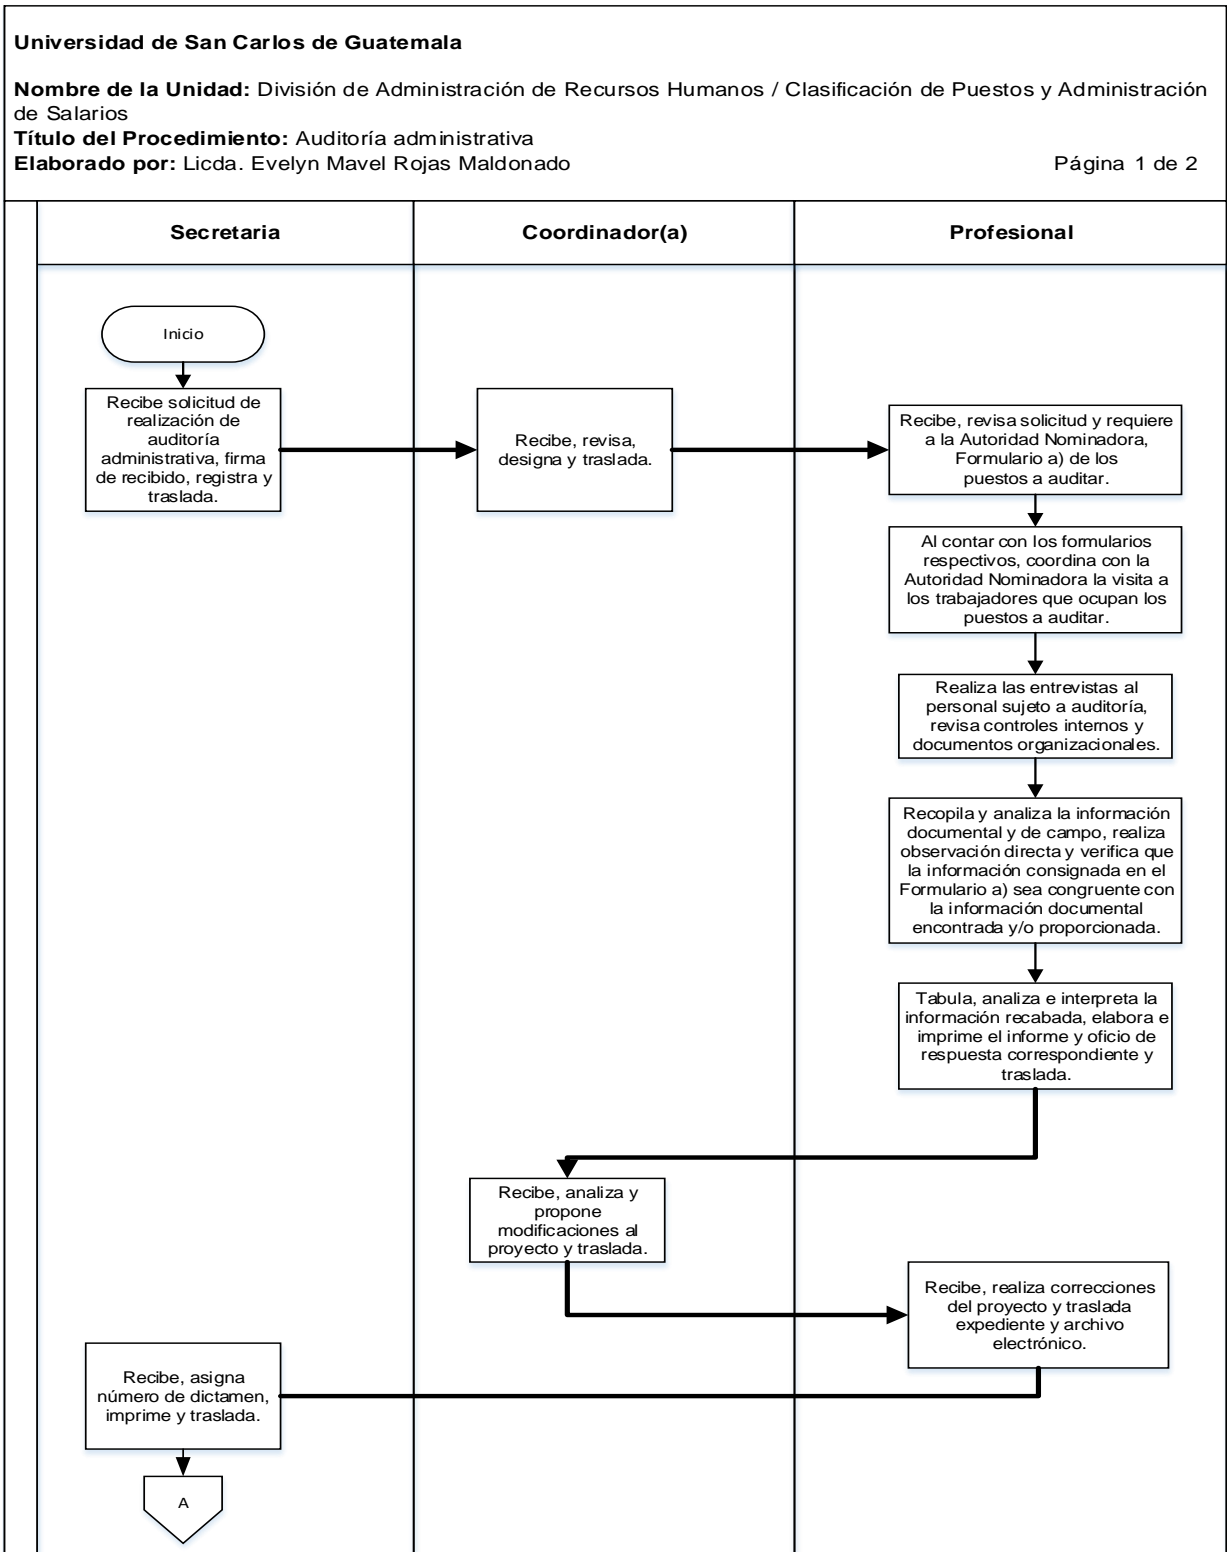 Universidad de San Carlos de Guatemala
Nombre de la Unidad: División de Administración de Recursos Humanos / Clasificación de Puestos y Administración
de Salarios
Título del Procedimiento: Auditoría administrativa
Elaborado por: Licda. Evelyn Mavel Rojas Maldonado
Página 1 de 2
Secretaria
Coordinador(a)
Profesional
Inicio
Recibe solicitud de
realización de
auditoría
administrativa, firma
de recibido, registra y
traslada.
Recibe, revisa,
designa y traslada.
Recibe, revisa solicitud y requiere
a la Autoridad Nominadora,
Formulario a) de los
puestos a auditar.
Al contar con los formularios
respectivos, coordina con la
Autoridad Nominadora la visita a
los trabajadores que ocupan los
puestos a auditar.
Realiza las entrevistas al
personal sujeto a auditoría,
revisa controles internos y
documentos organizacionales.
Recopila y analiza la información
documental y de campo, realiza
observación directa y verifica que
la información consignada en el
Formulario a) sea congruente con
la información documental
encontrada y/o proporcionada.
Tabula, analiza e interpreta la
información recabada, elabora e
imprime el informe y oficio de
respuesta correspondiente y
traslada.
Recibe, analiza y
propone
modificaciones al
proyecto y traslada.
Recibe, realiza correcciones
del proyecto y traslada
expediente y archivo
electrónico.
Recibe, asigna
número de dictamen,
imprime y traslada.
A